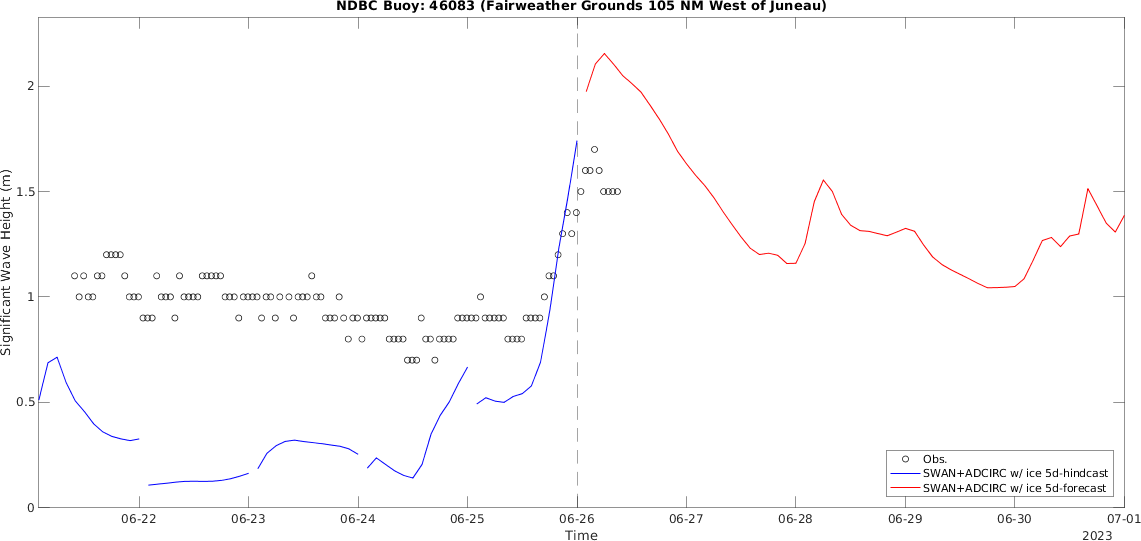 NDBC Buoy: 46083 (Fairweather Grounds 105 NM West of Juneau)
Significant Wave Height (m)
2
1.5
1
0.5
0
Obs.
SWAN+ADCIRC w/ ice 5d-hindcast
SWAN+ADCIRC w/ ice 5d-forecast
06-22 06-23 06-24 06-25 06-26 06-27 06-28 06-29 06-30 07-01
Time
2023